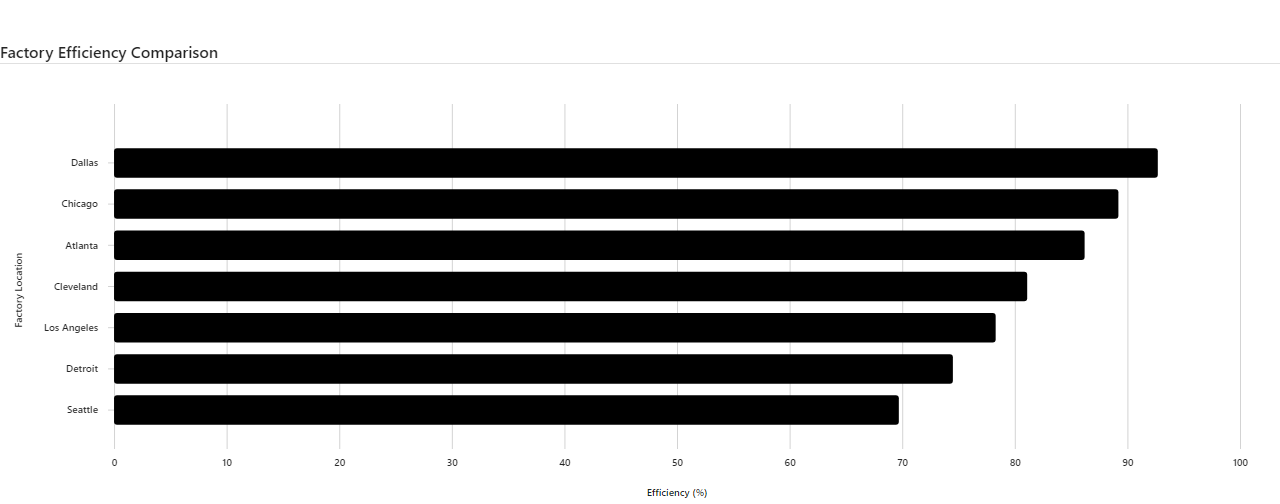 Factory Efficiency Comparison
Factory Location
Dallas
Chicago
Atlanta
Cleveland
Los Angeles
Detroit
Seattle
0 10 20 30 40 50 60 70 80 90 100
Efficiency (%)